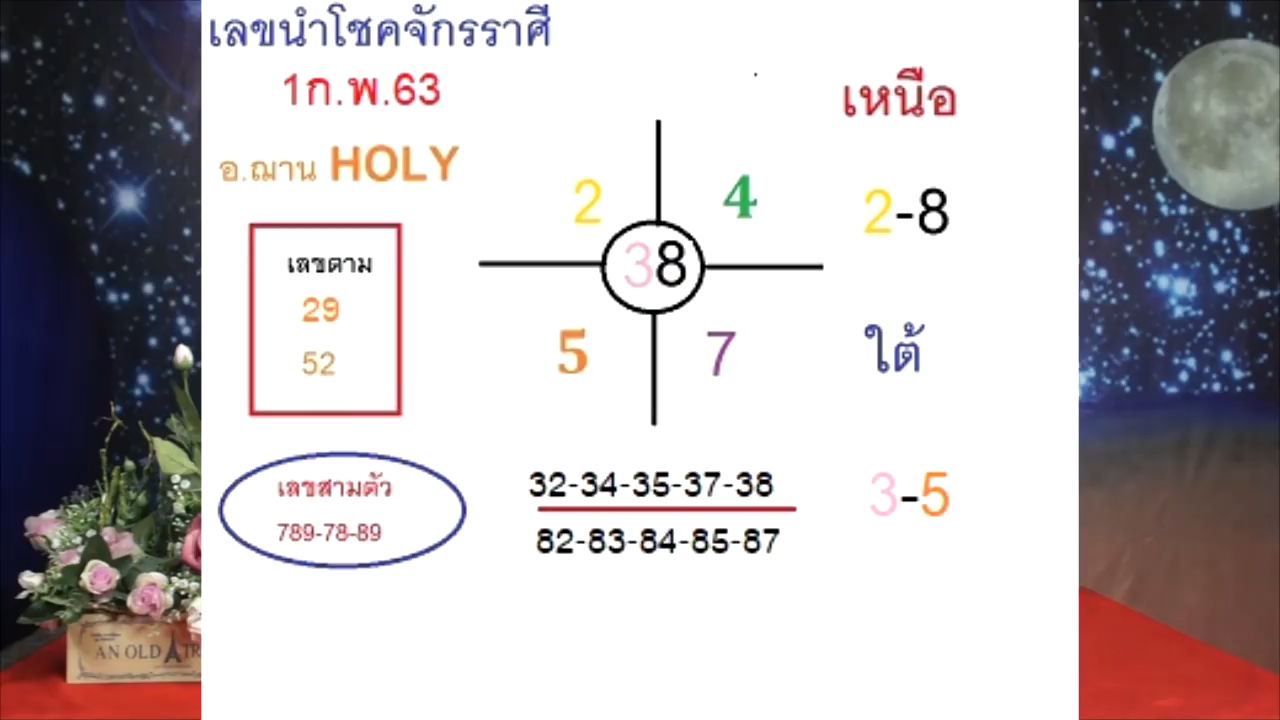 เลขนำโชคจักรราศี
1ก.พ.63
อ.ฌาน HOLY
เลขตาม
29
52
เลขสามตัว
789-78-89
2
4
38
5
7
32-34-35-37-38
82-83-84-85-87
เหนือ
2-8
ใต้
3-5
AN OLD TR